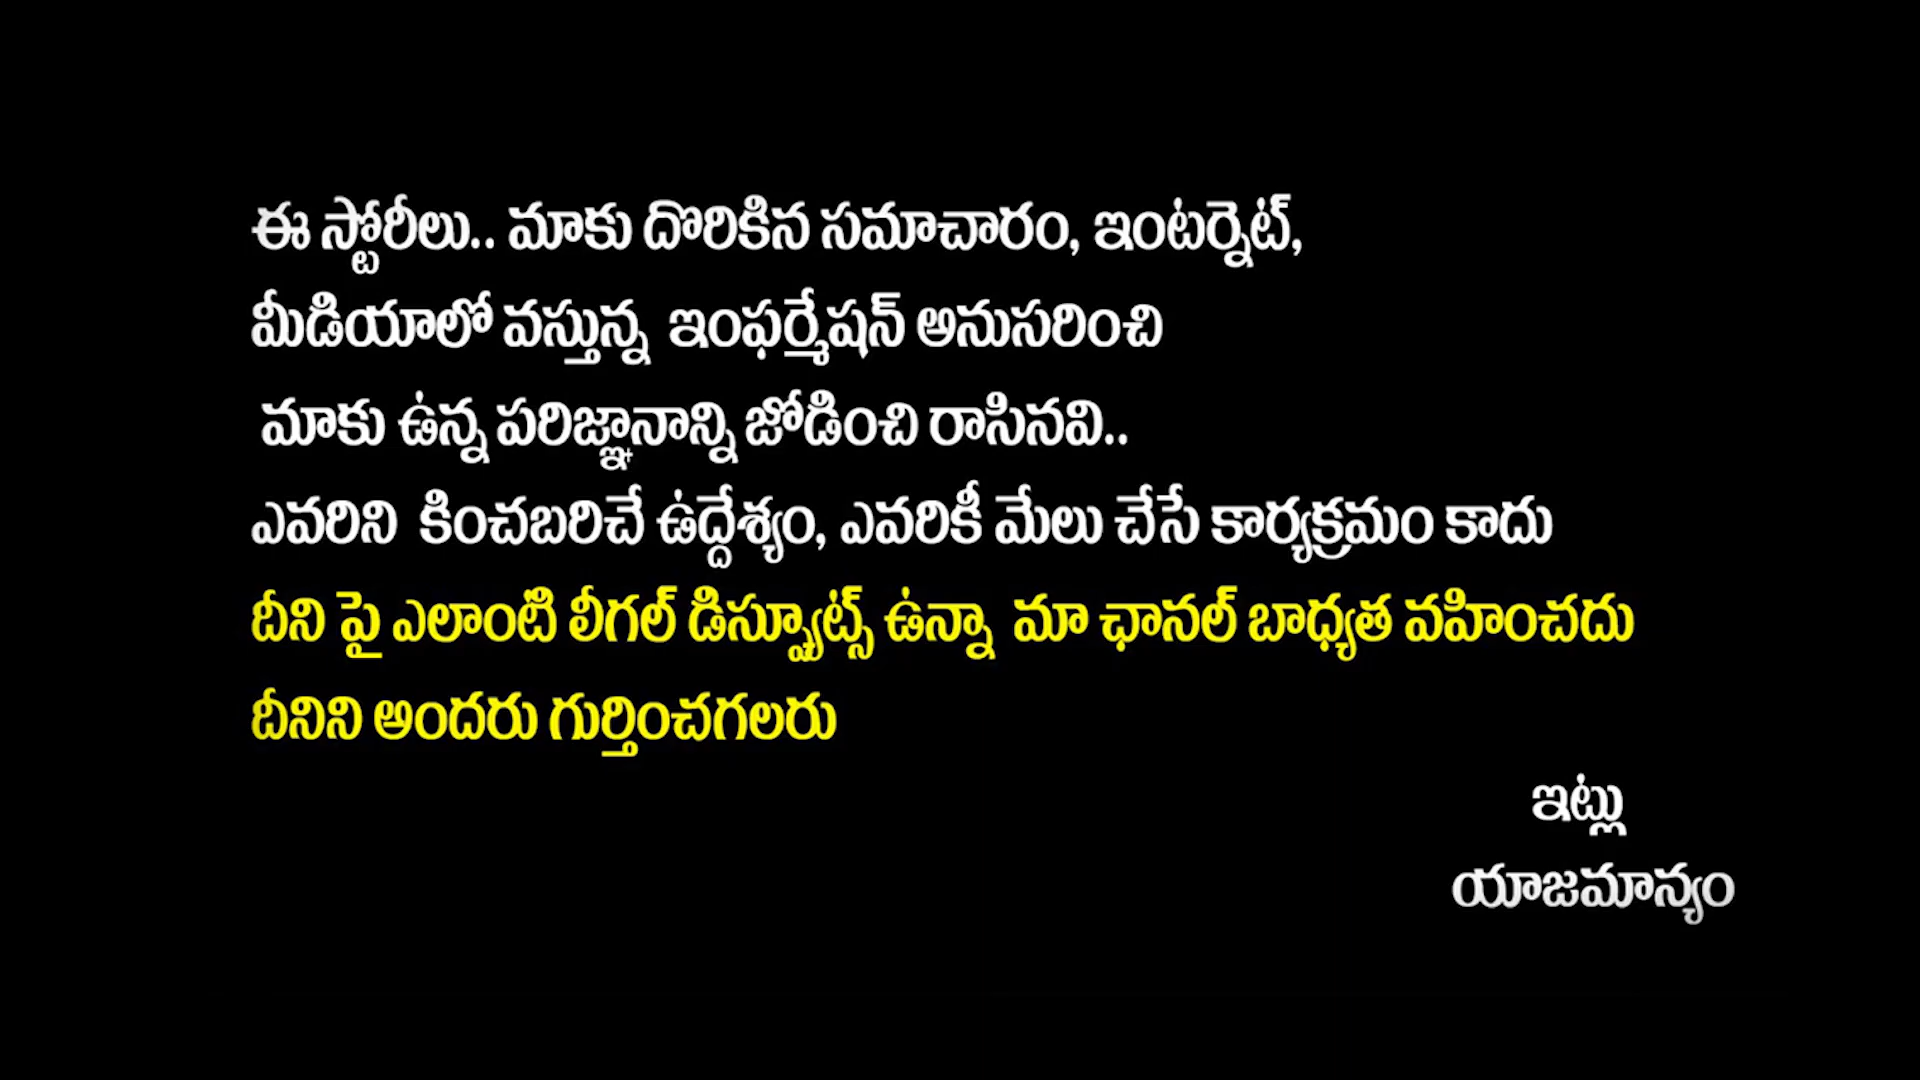 ఈ స్టోరీలు.. మాకు దొరికిన సమాచారం, ఇంటర్నెట్,
మీడియాలో వస్తున్న ఇంఫర్మేషన్ అనుసరించి
మాకు ఉన్న పరిజ్ఞానాన్ని జోడించి రాసినవి..
ఎవరిని కించబరిచే ఉద్దేశ్యం, ఎవరికీ మేలు చేసే కార్యక్రమం కాదు
దీని పై ఎలాంటి లీగల్ డిస్ప్యూట్స్ ఉన్నా మా ఛానల్ బాధ్యత వహించదు
దీనిని అందరు గుర్తించగలరు
ఇట్లు
యాజమాన్యం